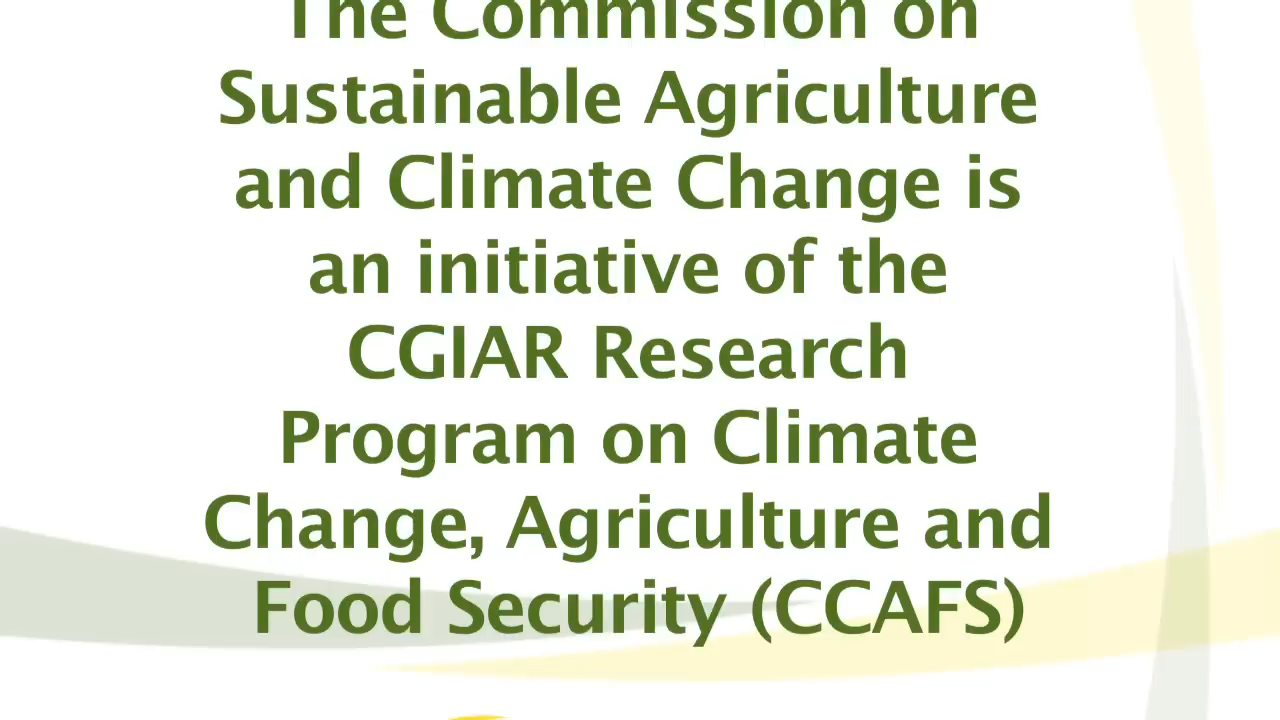 The Commission on
Sustainable Agriculture
and Climate Change is
an initiative of the
CGIAR Research
Program on Climate
Change, Agriculture and
Food Security (CCAFS)